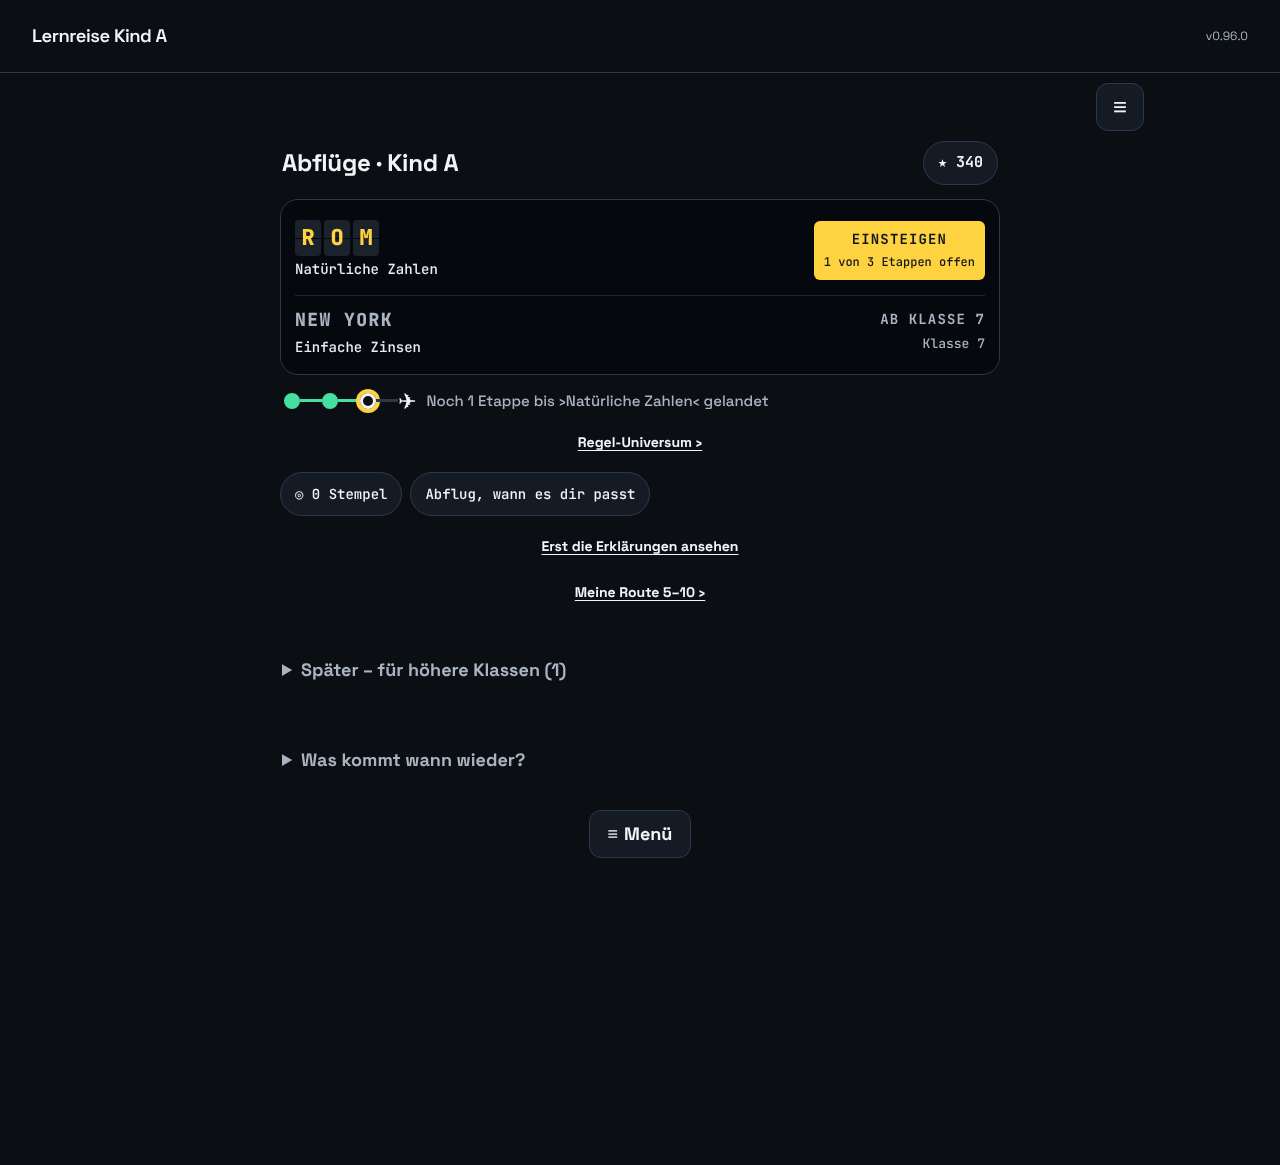 Lernreise Kind A
v0.96.0
≡
Abflüge · Kind A
★ 340
ROM
Natürliche Zahlen
EINSTEIGEN
1 von 3 Etappen offen
NEW YORK
Einfache Zinsen
AB KLASSE 7
Klasse 7
Noch 1 Etappe bis ›Natürliche Zahlen‹ gelandet
Regel-Universum ›
◎ 0 Stempel
Abflug, wann es dir passt
Erst die Erklärungen ansehen
Meine Route 5–10 ›
▶ Später – für höhere Klassen (1)
▶ Was kommt wann wieder?
≡ Menü